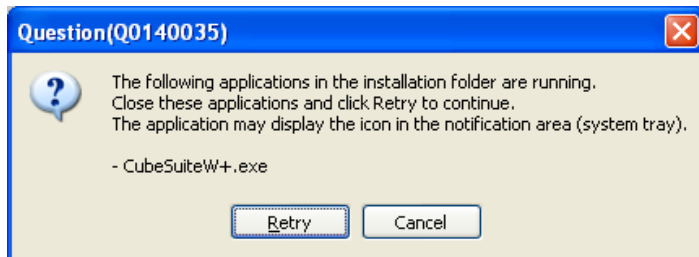 Question(Q0140035)
The following applications in the installation folder are running.
Close these applications and click Retry to continue.
The application may display the icon in the notification area (system tray).
- CubeSuiteW+.exe
Retry Cancel